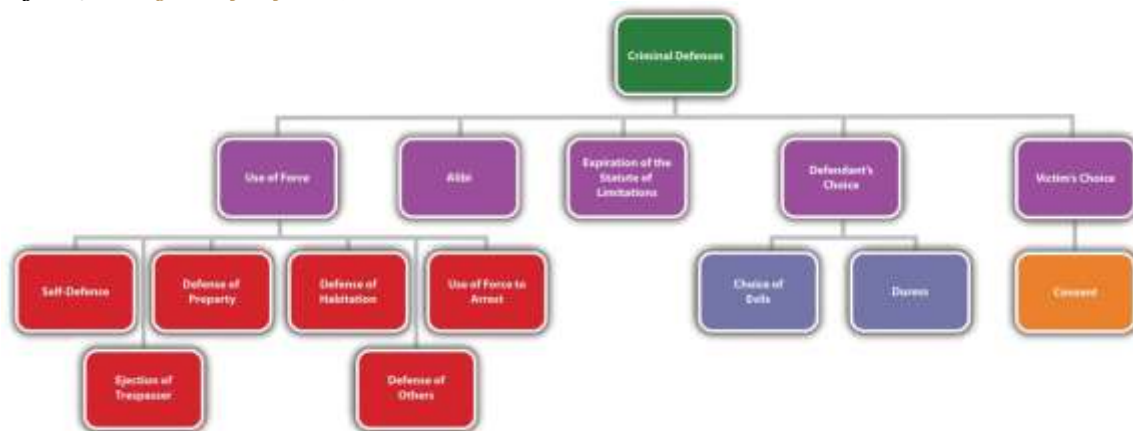 Criminal Defenses
Use of Force
Alibi
Expiration of the
Statute of
Limitations
Defendant's
Choice
Victim's Choice
Self-Defense
Defense of
Property
Defense of
Habitation
Use of Force to
Arrest
Choice of
Evils
Duress
Consent
Ejection of
Trespasser
Defense of
Others